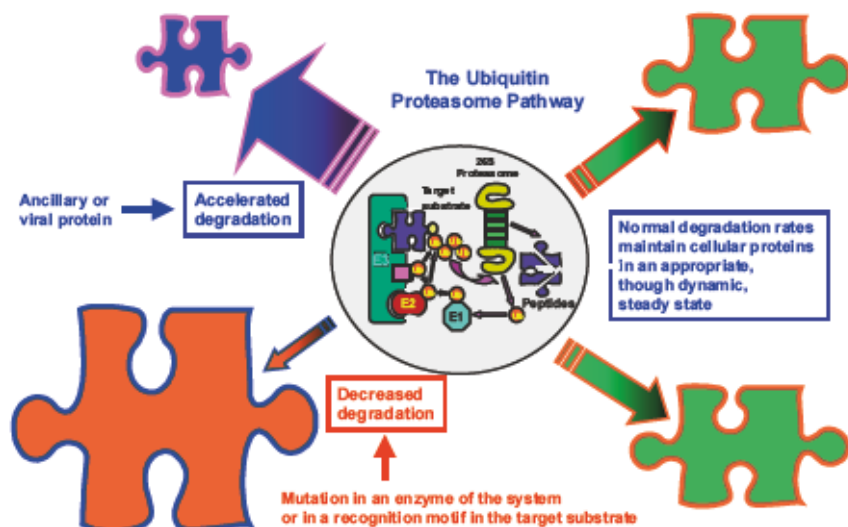 The Ubiquitin
Proteasome Pathway
26S
Proteasome
Target
substrate
E3
E2
E1
Peptides
Ancillary or
viral protein
Accelerated
degradation
Normal degradation rates
maintain cellular proteins
in an appropriate,
though dynamic,
steady state
Decreased
degradation
Mutation in an enzyme of the system
or in a recognition motif in the target substrate